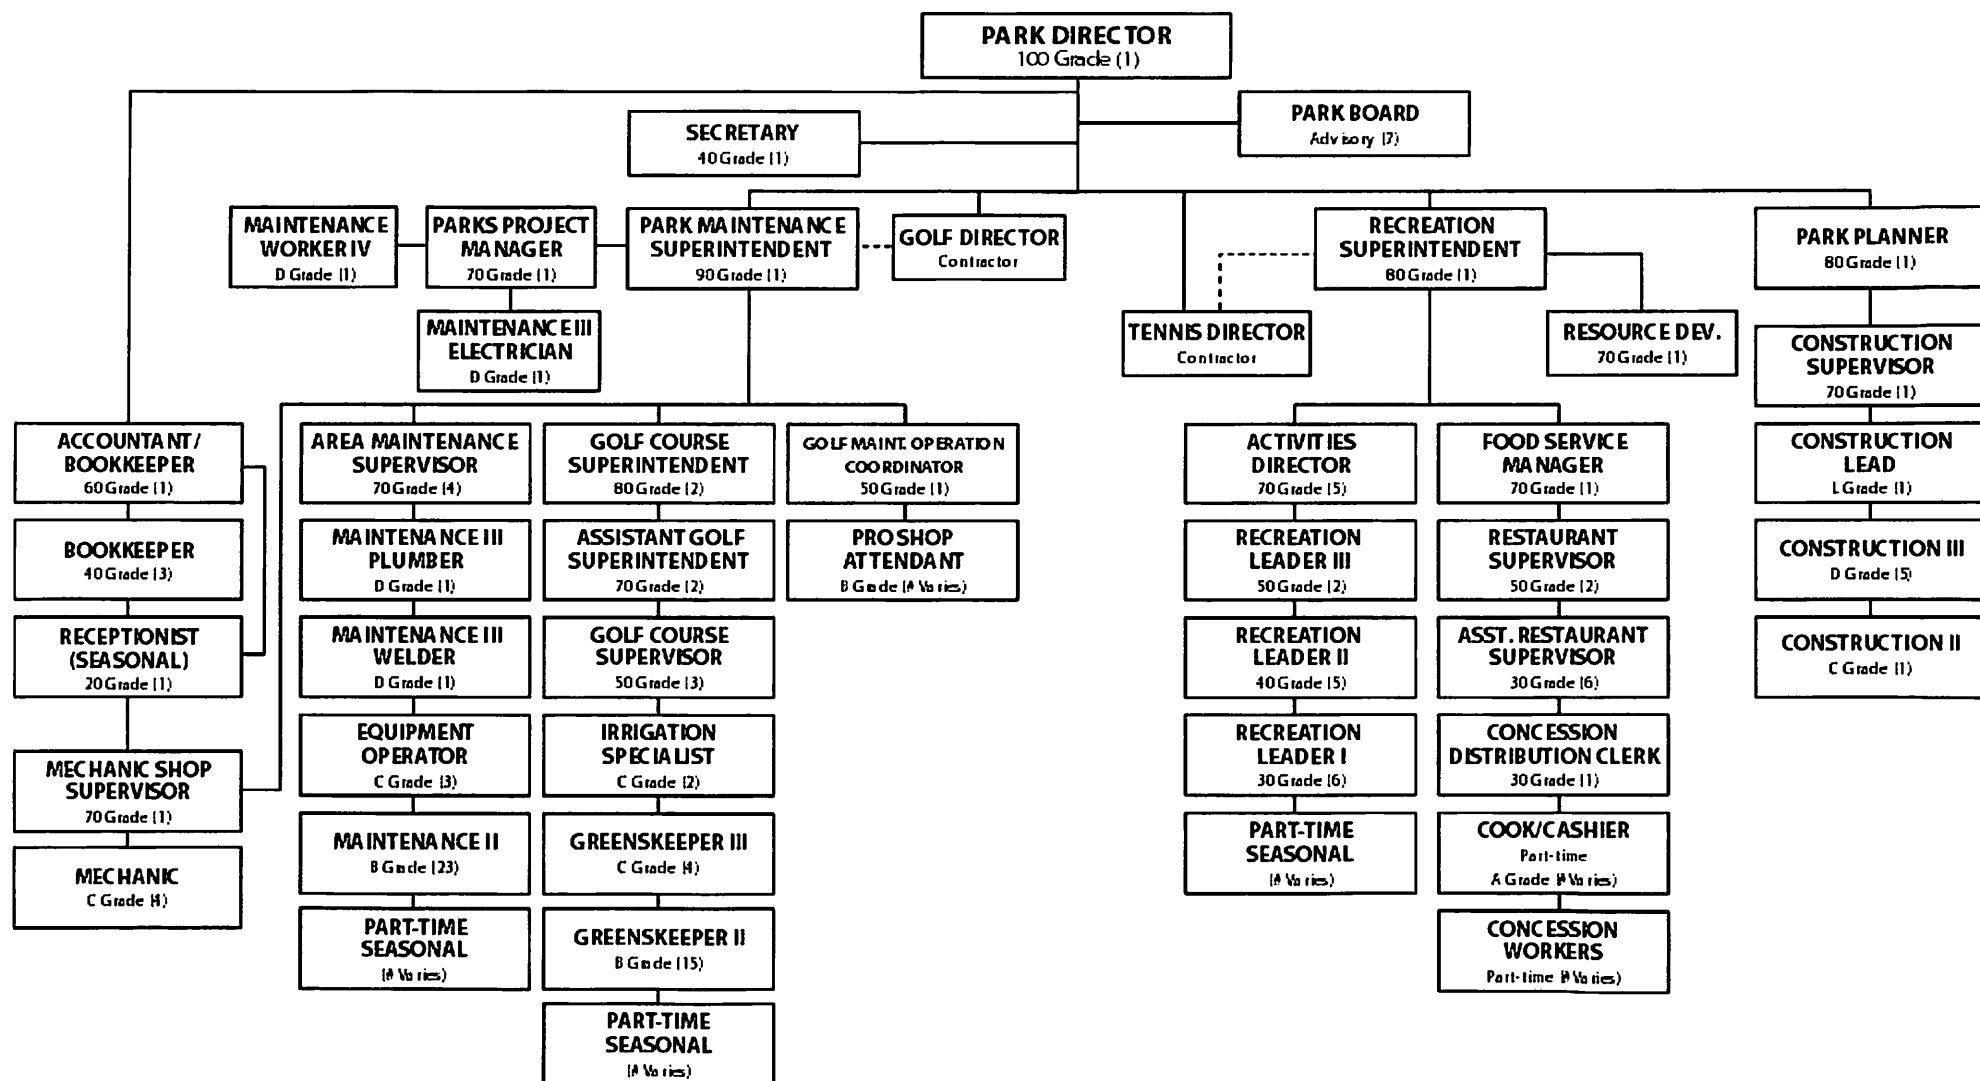 PARK DIRECTOR
100 Grade (1)
SECRETARY
40 Grade (1)
PARK BOARD
Advisory (7)
MAINTENANCE
WORKER IV
D Grade (1)
PARKS PROJECT
MANAGER
70 Grade (1)
PARK MAINTENANCE
SUPERINTENDENT
90 Grade (1)
GOLF DIRECTOR
Contractor
RECREATION
SUPERINTENDENT
80 Grade (1)
PARK PLANNER
80 Grade (1)
MAINTENANCE III
ELECTRICIAN
D Grade (1)
TENNIS DIRECTOR
Contractor
RESOURCE DEV.
70 Grade (1)
CONSTRUCTION
SUPERVISOR
70 Grade (1)
ACCOUNTANT/
BOOKKEEPER
60 Grade (1)
AREA MAINTENANCE
SUPERVISOR
70 Grade (4)
GOLF COURSE
SUPERINTENDENT
80 Grade (2)
GOLF MAINT. OPERATION
COORDINATOR
50 Grade (1)
ACTIVITIES
DIRECTOR
70 Grade (5)
FOOD SERVICE
MANAGER
70 Grade (1)
CONSTRUCTION
LEAD
L Grade (1)
BOOKKEEPER
40 Grade (3)
MAINTENANCE III
PLUMBER
D Grade (1)
ASSISTANT GOLF
SUPERINTENDENT
70 Grade (2)
PRO SHOP
ATTENDANT
B Grade (# Varies)
RECREATION
LEADER III
50 Grade (2)
RESTAURANT
SUPERVISOR
50 Grade (2)
CONSTRUCTION III
D Grade (5)
RECEPTIONIST
(SEASONAL)
20 Grade (1)
MAINTENANCE III
WELDER
D Grade (1)
GOLF COURSE
SUPERVISOR
50 Grade (3)
RECREATION
LEADER II
40 Grade (5)
ASST. RESTAURANT
SUPERVISOR
30 Grade (6)
CONSTRUCTION II
C Grade (1)
MECHANIC SHOP
SUPERVISOR
70 Grade (1)
EQUIPMENT
OPERATOR
C Grade (3)
IRRIGATION
SPECIALIST
C Grade (2)
RECREATION
LEADER I
30 Grade (6)
CONCESSION
DISTRIBUTION CLERK
30 Grade (1)
MECHANIC
C Grade (4)
MAINTENANCE II
B Grade (23)
GREENSKEEPER III
C Grade (4)
PART-TIME
SEASONAL
(# Varies)
COOK/CASHIER
Part-time
A Grade (# Varies)
PART-TIME
SEASONAL
(# Varies)
GREENSKEEPER II
B Grade (15)
CONCESSION
WORKERS
Part-time (# Varies)
PART-TIME
SEASONAL
(# Varies)